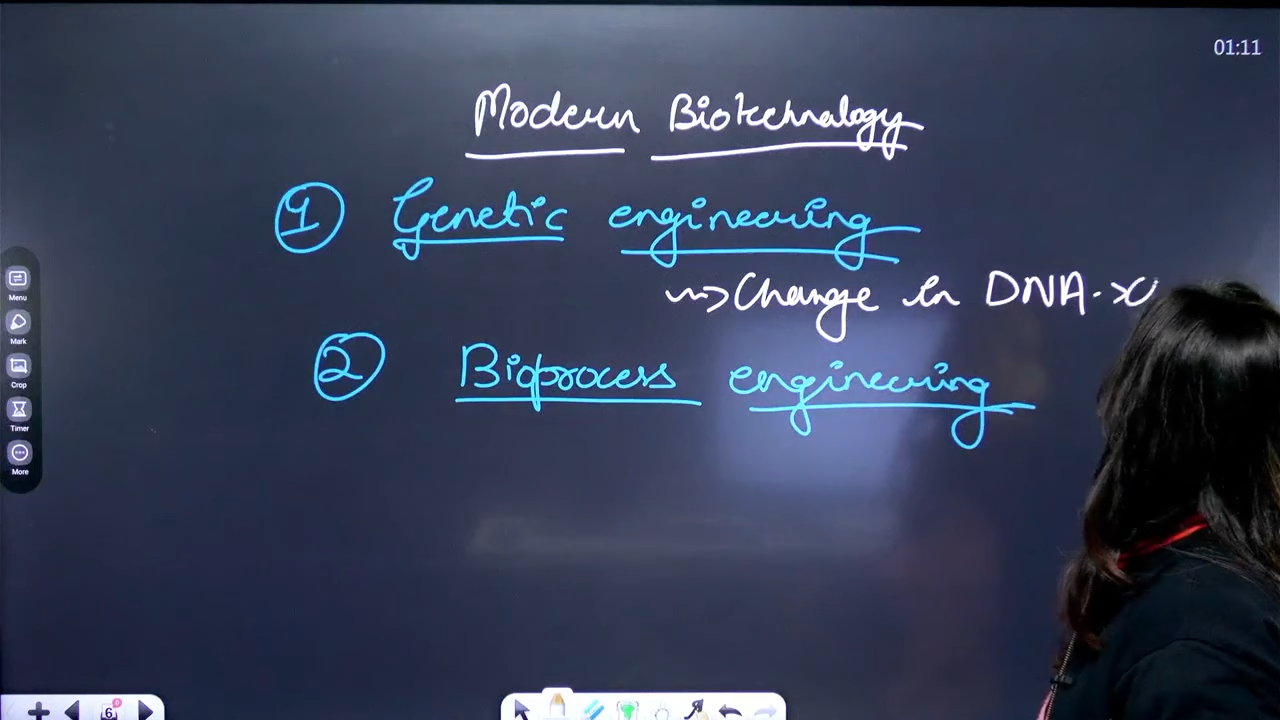 01:11
Modern Biotechnology
1 Genetic engineering
Change in DNA
2 Bioprocess engineering
Menu
Mark
Crop
Timer
More
6